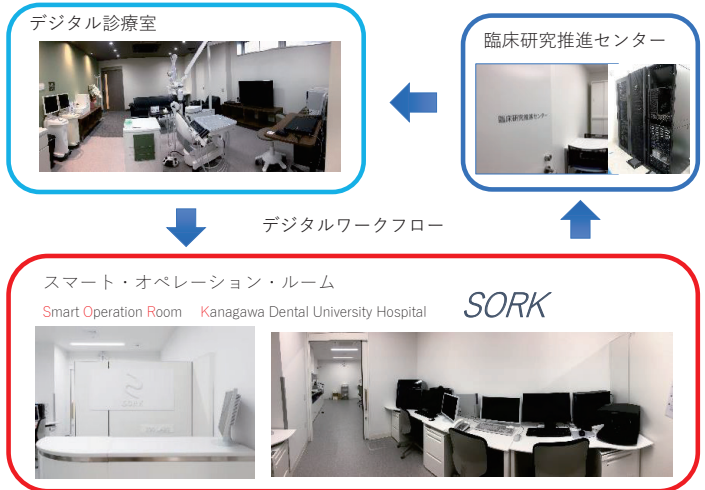 デジタル診療室
臨床研究推進センター
臨床研究推進センター
デジタルワークフロー
スマート・オペレーション・ルーム
Smart Operation Room Kanagawa Dental University Hospital SORK
SORK